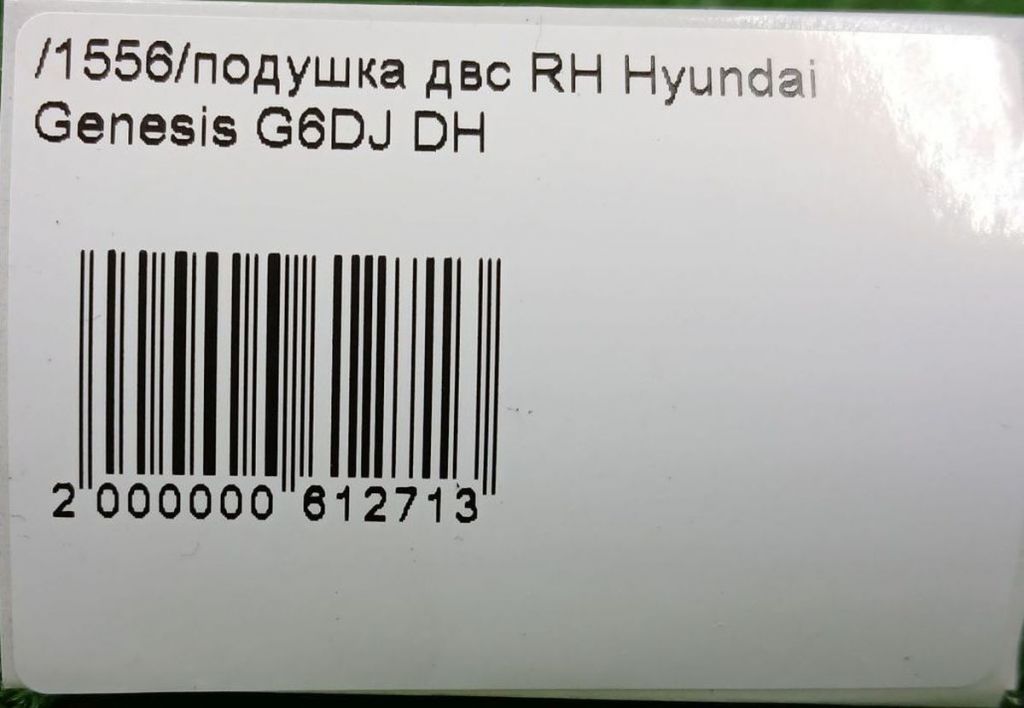 /1556/подушка двс RH Hyundai
Genesis G6DJ DH
2 000000 612713